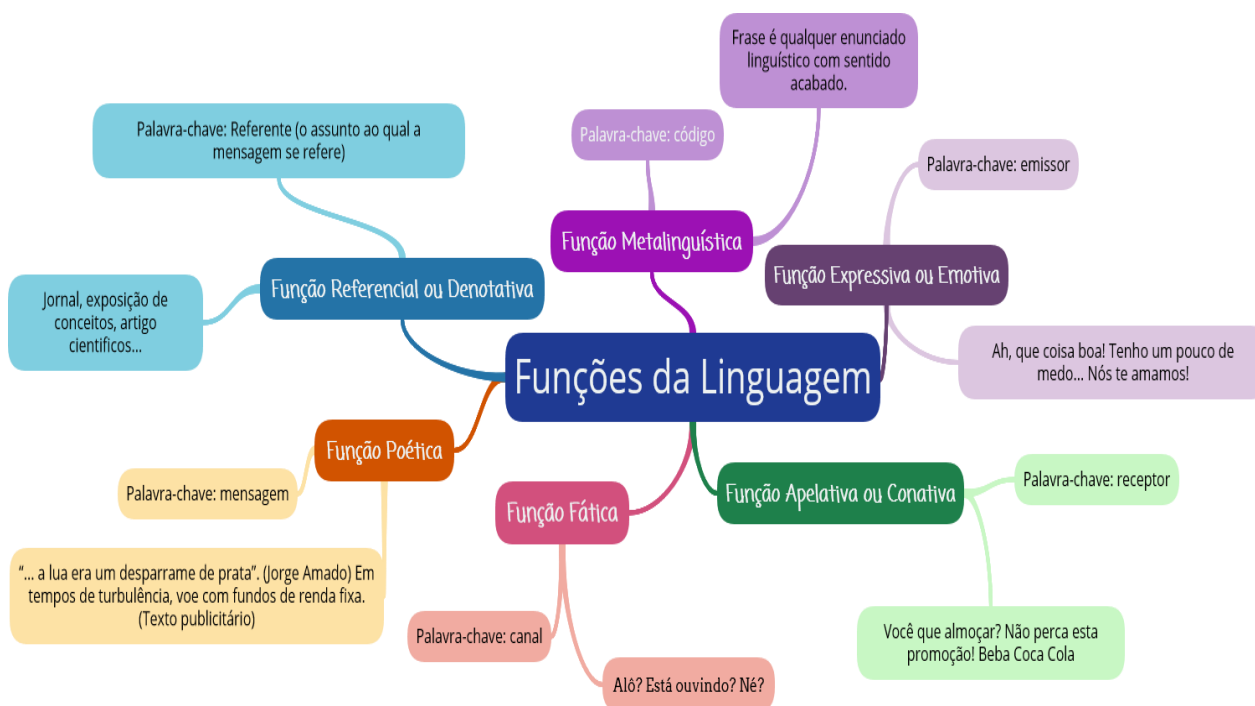 Frase é qualquer enunciado
linguístico com sentido
acabado.
Palavra-chave: Referente (o assunto ao qual a
mensagem se refere)
Palavra-chave: código
Palavra-chave: emissor
Função Metalinguística
Função Expressiva ou Emotiva
Função Referencial ou Denotativa
Jornal, exposição de
conceitos, artigo
cientificos...
Ah, que coisa boa! Tenho um pouco de
medo... Nós te amamos!
Funções da Linguagem
Função Poética
Palavra-chave: mensagem
"... a lua era um desparrame de prata”. (Jorge Amado) Em
tempos de turbulência, voe com fundos de renda fixa.
(Texto publicitário)
Função Fática
Palavra-chave: canal
Alô? Está ouvindo? Né?
Função Apelativa ou Conativa
Palavra-chave: receptor
Você que almoçar? Não perca esta
promoção! Beba Coca Cola